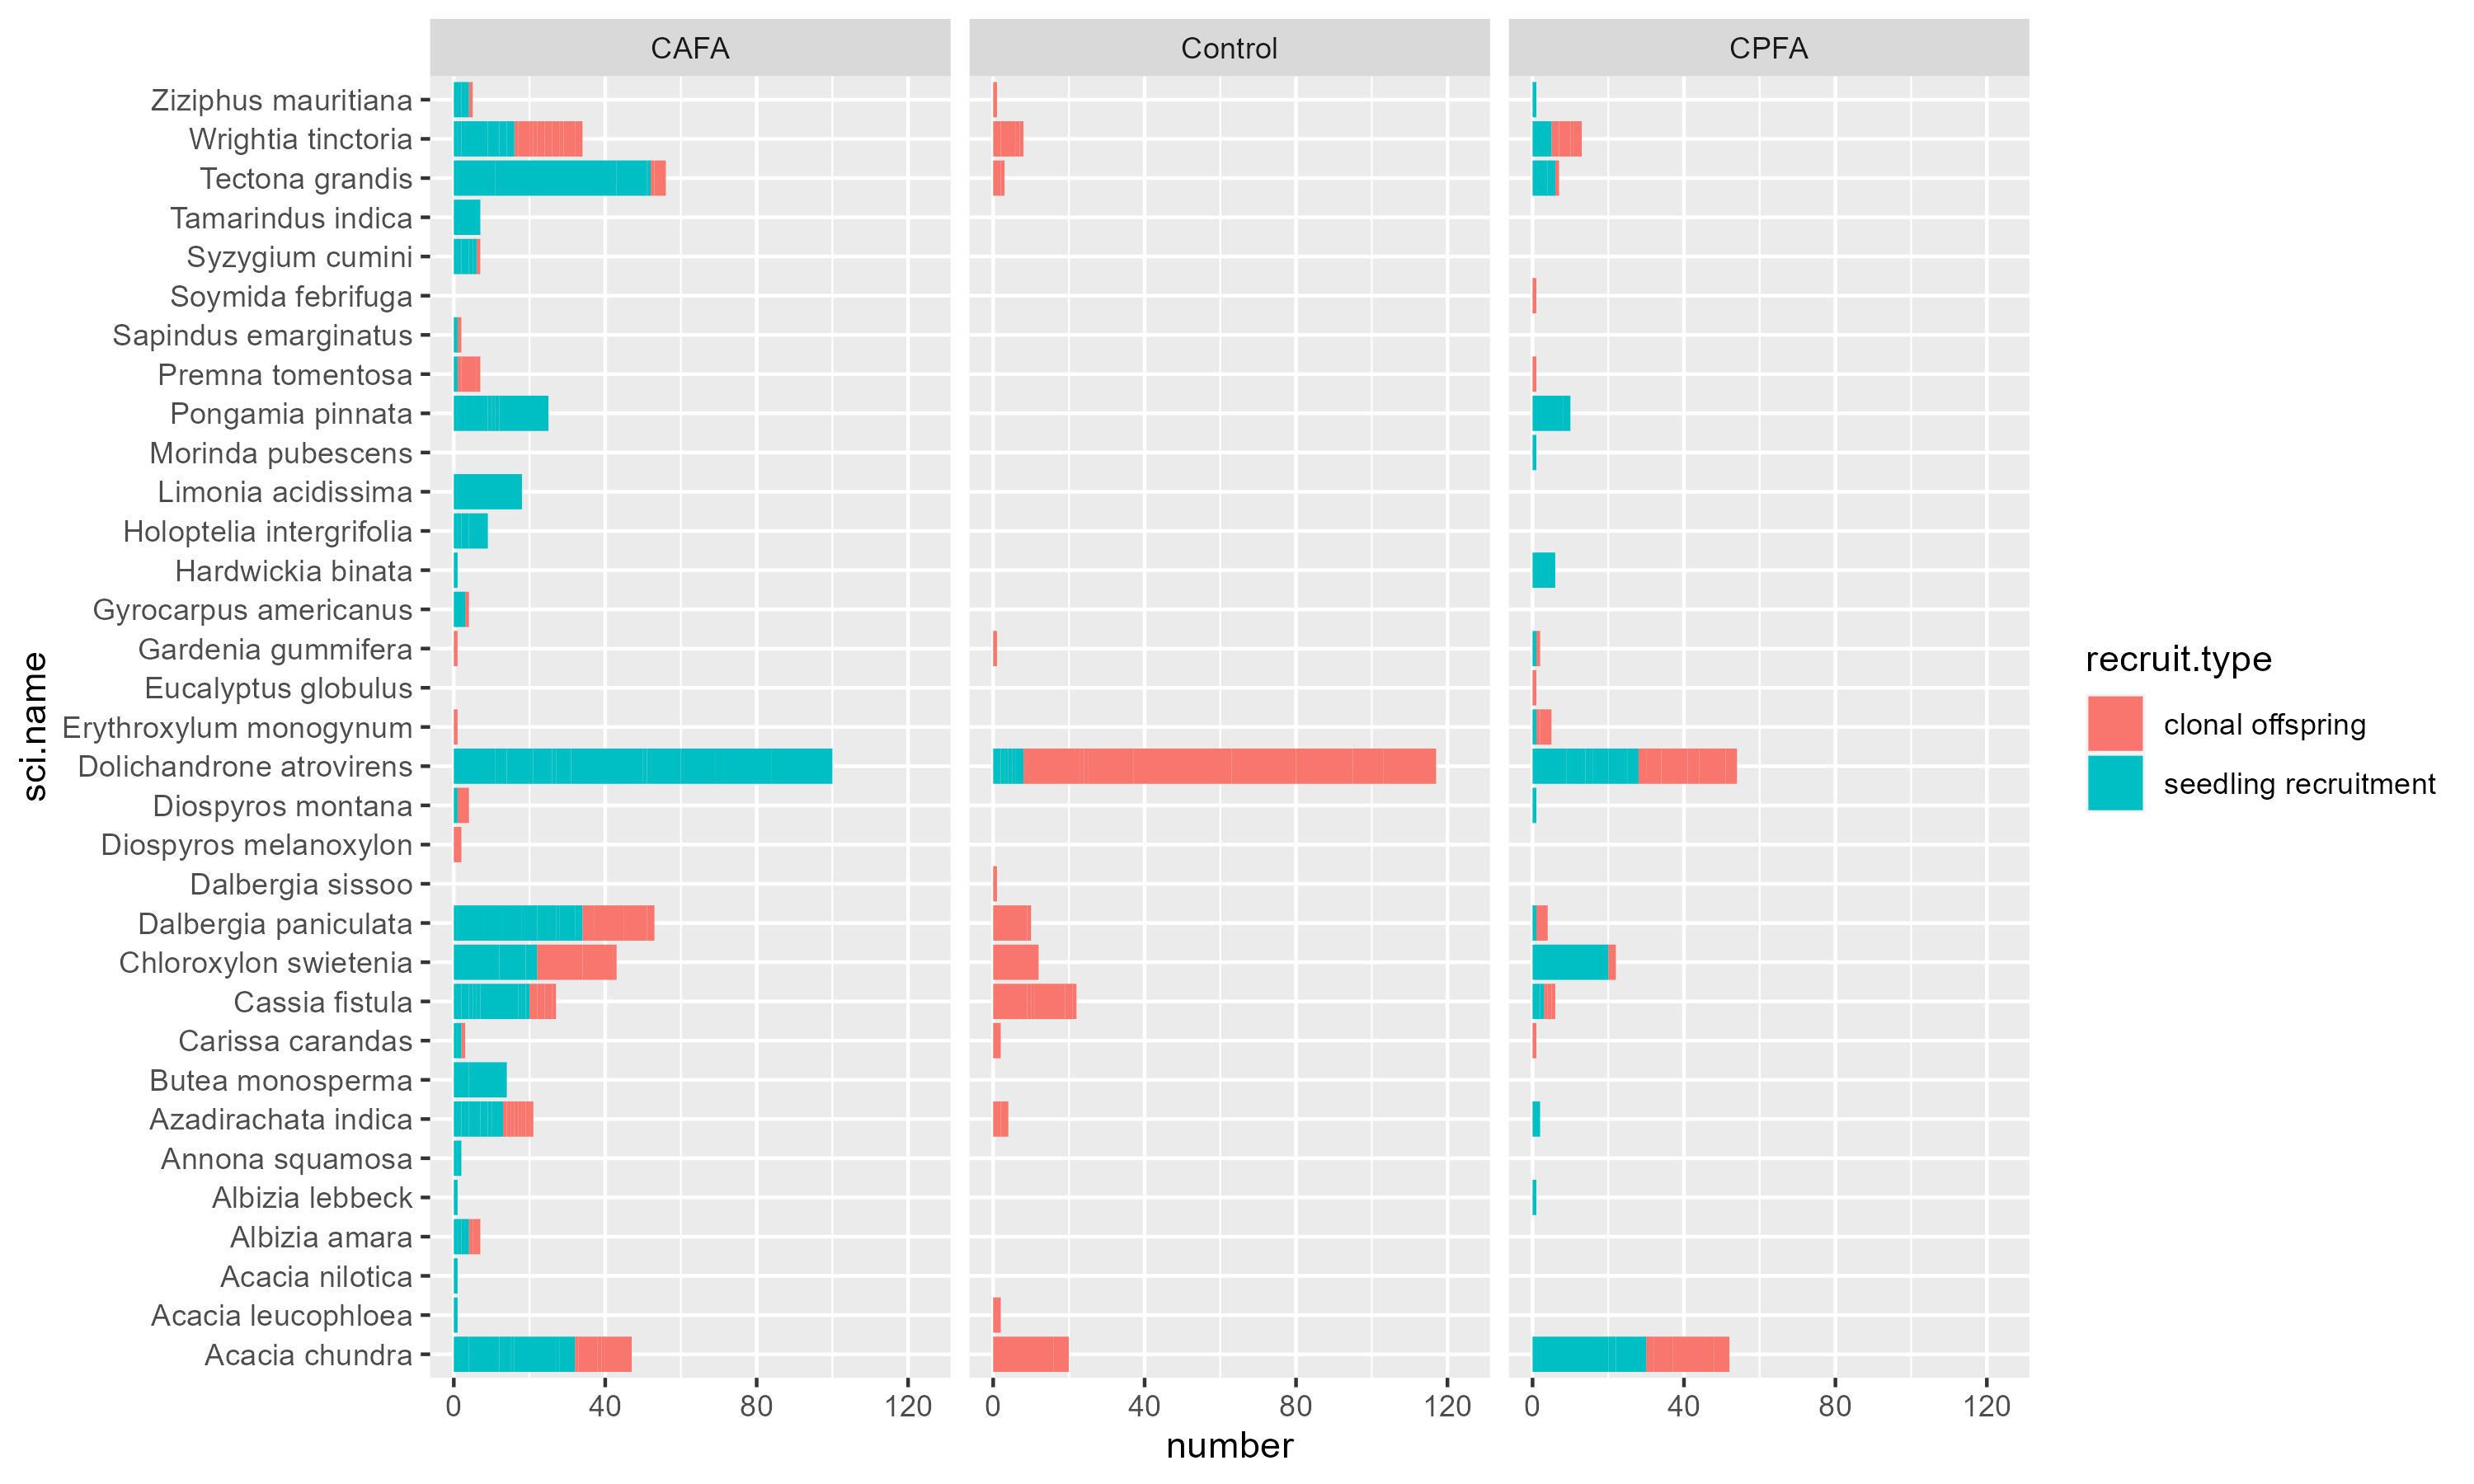 CAFA Control CPFA
Ziziphus mauritiana
Wrightia tinctoria
Tectona grandis
Tamarindus indica
Syzygium cumini
Soymida febrifuga
Sapindus emarginatus
Premna tomentosa
Pongamia pinnata
Morinda pubescens
Limonia acidissima
Holoptelia intergrifolia
Hardwickia binata
Gyrocarpus americanus
Gardenia gummifera
Eucalyptus globulus
Erythroxylum monogynum
Dolichandrone atrovirens
Diospyros montana
Diospyros melanoxylon
Dalbergia sissoo
Dalbergia paniculata
Chloroxylon swietenia
Cassia fistula
Carissa carandas
Butea monosperma
Azadirachata indica
Annona squamosa
Albizia lebbeck
Albizia amara
Acacia nilotica
Acacia leucophloea
Acacia chundra
sci.name
0 40 80 120 0 40 80 120 0 40 80 120
number
recruit.type
clonal offspring
seedling recruitment